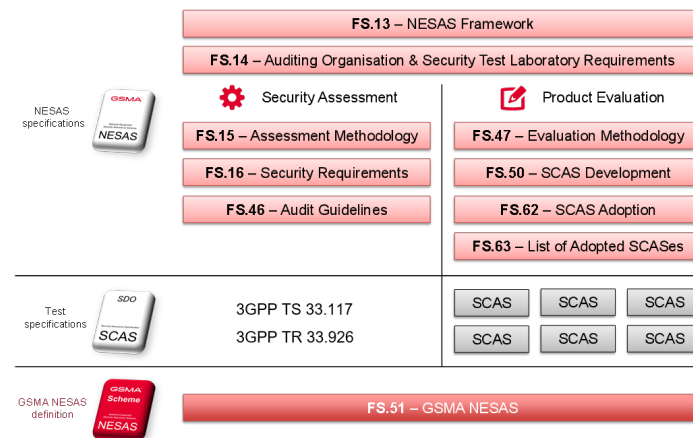 FS.13 – NESAS Framework
FS.14 – Auditing Organisation & Security Test Laboratory Requirements
Security Assessment
Product Evaluation
NESAS
specifications
GSMA
NESAS
FS.15 – Assessment Methodology
FS.47 – Evaluation Methodology
FS.16 – Security Requirements
FS.50 – SCAS Development
FS.46 – Audit Guidelines
FS.62 – SCAS Adoption
FS.63 – List of Adopted SCASes
Test
specifications
SDO
SCAS
3GPP TS 33.117
3GPP TR 33.926
SCAS SCAS SCAS
SCAS SCAS SCAS
GSMA NESAS
definition
GSMA
Scheme
NESAS
FS.51 – GSMA NESAS